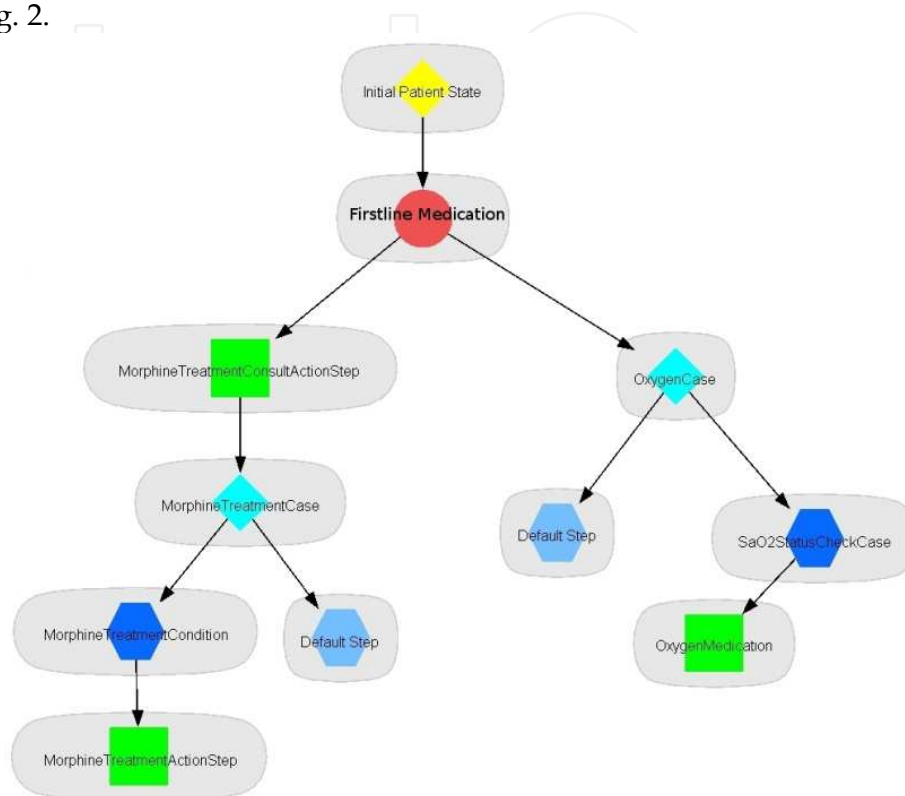 g. 2.
Initial Patient State
Firstline Medication
MorphineTreatmentConsultActionStep
OxygenCase
MorphineTreatmentCase
Default Step
SaO2StatusCheckCase
MorphineTreatmentCondition
Default Step
OxygenMedication
MorphineTreatmentActionStep